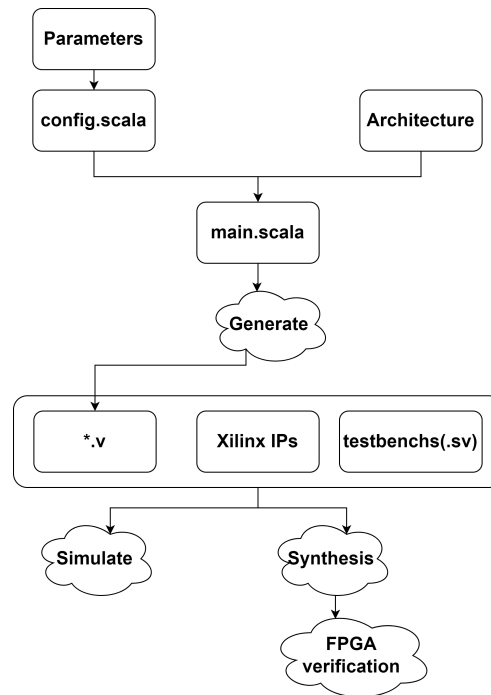 Parameters
config.scala
Architecture
main.scala
Generate
*.v
Xilinx IPs
testbenchs(.sv)
Simulate
Synthesis
FPGA
verification